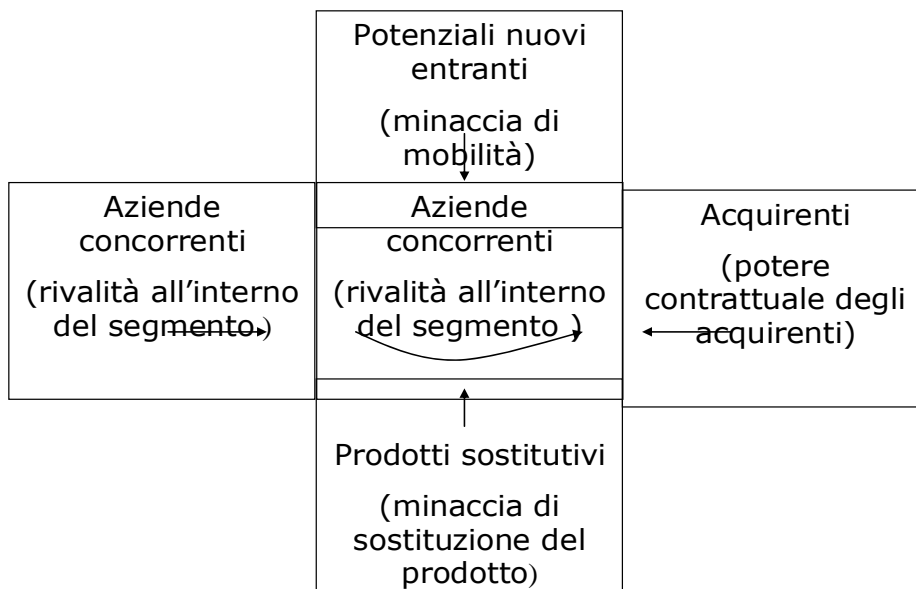 Potenziali nuovi
entranti
(minaccia di
mobilità)
Aziende
concorrenti
(rivalità all’interno
del segmento)
Aziende
concorrenti
(rivalità all’interno
del segmento )
Acquirenti
(potere
contrattuale degli
acquirenti)
Prodotti sostitutivi
(minaccia di
sostituzione del
prodotto)